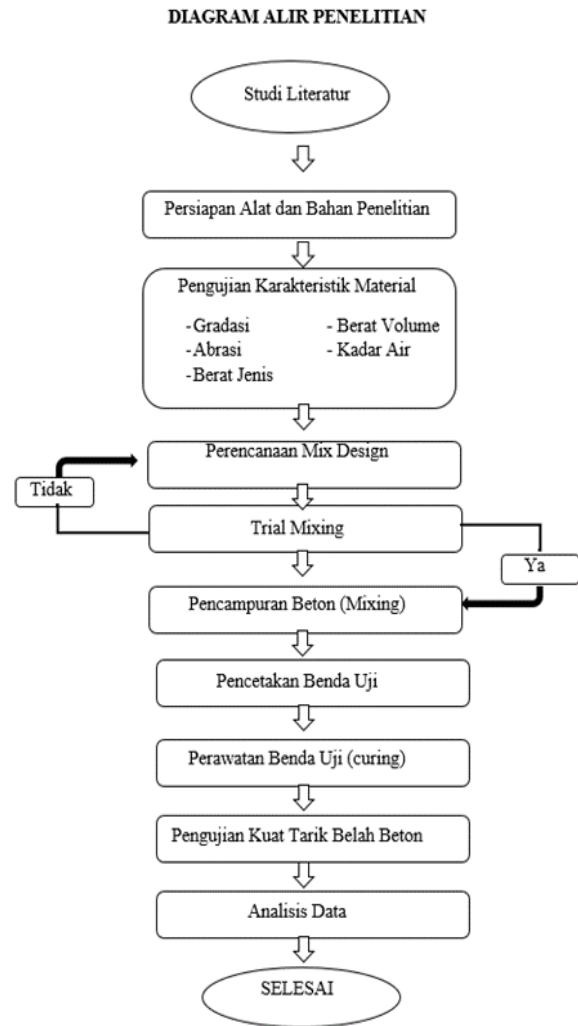 DIAGRAM ALIR PENELITIAN
Studi Literatur
Persiapan Alat dan Bahan Penelitian
Pengujian Karakteristik Material
-Gradasi
- Berat Volume
-Abrasi
- Kadar Air
-Berat Jenis
Perencanaan Mix Design
Tidak
Trial Mixing
Ya
Pencampuran Beton (Mixing)
Pencetakan Benda Uji
Perawatan Benda Uji (curing)
Pengujian Kuat Tarik Belah Beton
Analisis Data
SELESAI